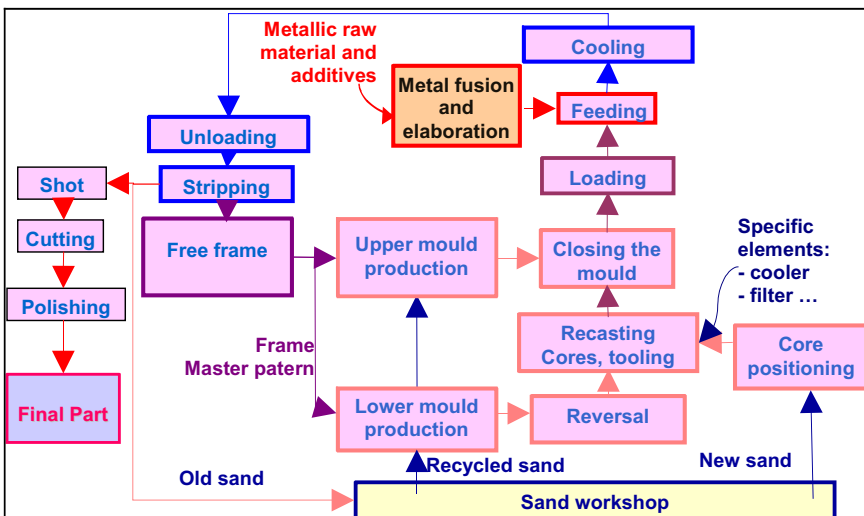 Metallic raw
material and
additives
Cooling
Metal fusion
and
elaboration
Feeding
Unloading
Shot
Stripping
Loading
Cutting
Free frame
Upper mould
production
Closing the
mould
Specific
elements:
- cooler
- filter ...
Polishing
Frame
Master patern
Recasting
Cores, tooling
Core
positioning
Final Part
Lower mould
production
Reversal
Old sand
Recycled sand
New sand
Sand workshop